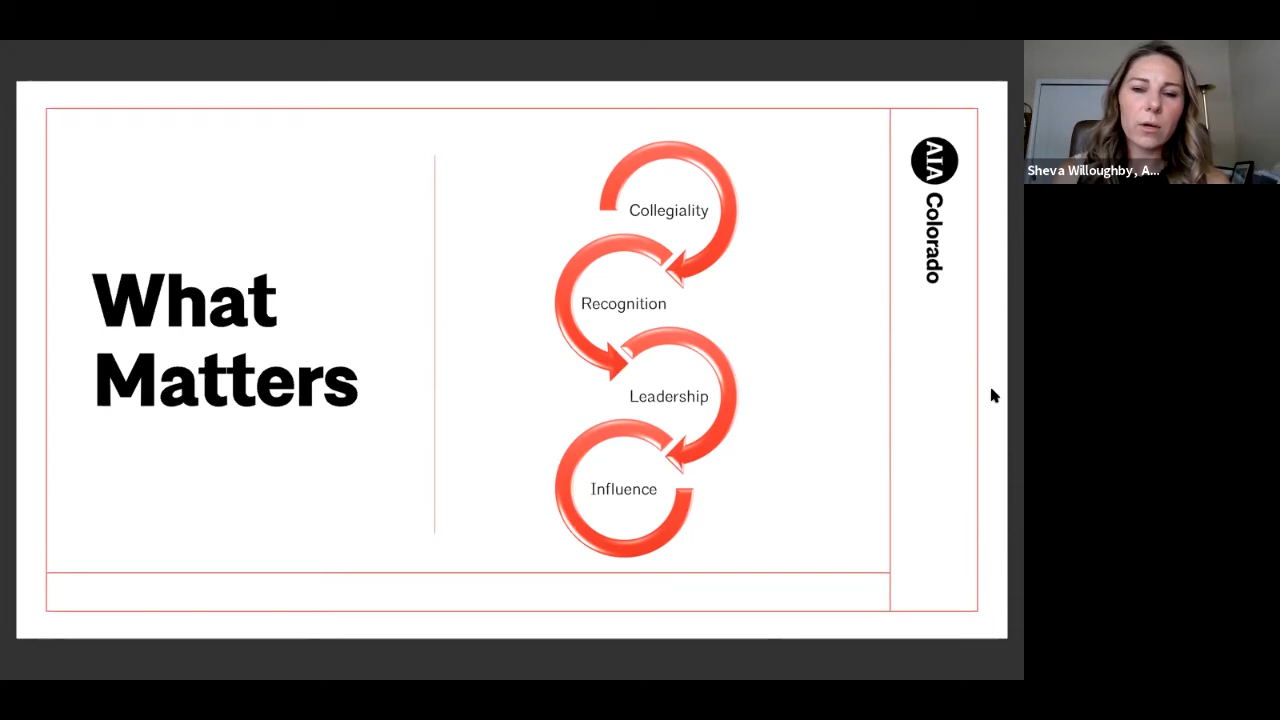 What
Matters
Collegiality
Recognition
Leadership
Influence
AIA Colorado
Sheva Willoughby, A...